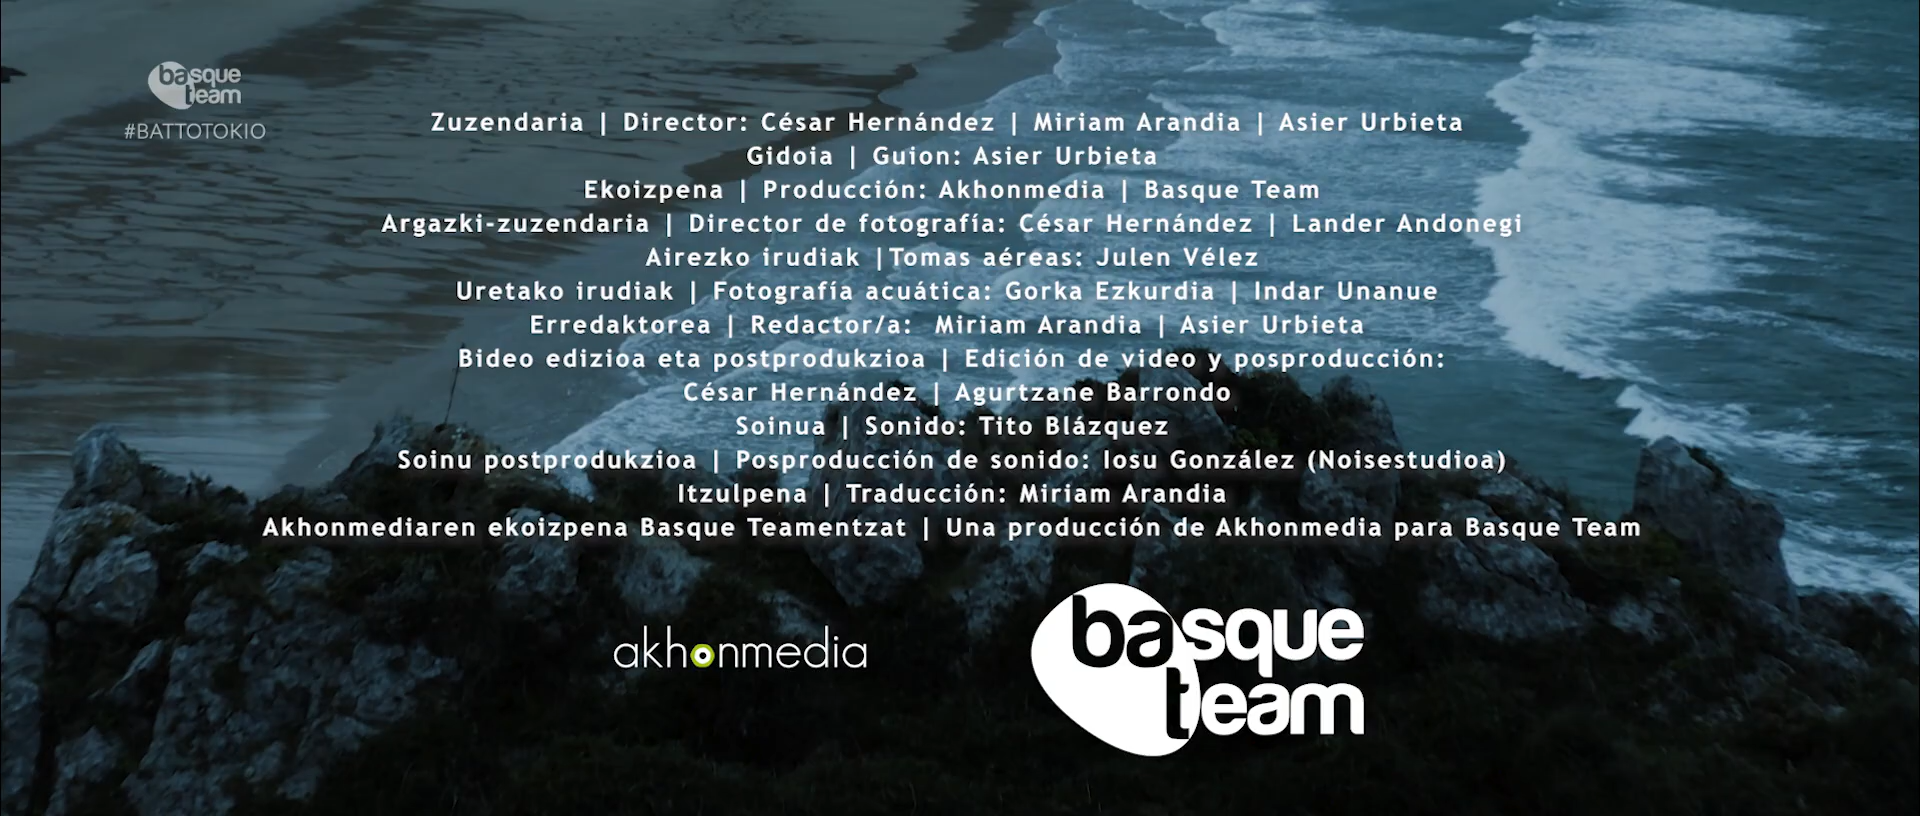 basque
team
#BATTOTOKIO
Zuzendaria | Director: César Hernández | Miriam Arandia | Asier Urbieta
Gidoia | Guion: Asier Urbieta
Ekoizpena | Producción: Akhonmedia | Basque Team
Argazki-zuzendaria | Director de fotografía: César Hernández | Lander Andonegi
Airezko irudiak |Tomas aéreas: Julen Vélez
Uretako irudiak | Fotografía acuática: Gorka Ezkurdia | Indar Unanue
Erredaktorea | Redactor/a: Miriam Arandia | Asier Urbieta
Bideo edizioa eta postprodukzioa | Edición de video y posproducción:
César Hernández | Agurtzane Barrondo
Soinua | Sonido: Tito Blázquez
Soinu postprodukzioa | Posproducción de sonido: Iosu González (Noisestudioa)
Itzulpena | Traducción: Miriam Arandia
Akhonmediaren ekoizpena Basque Teamentzat | Una producción de Akhonmedia para Basque Team
akhonmedia
basque
team